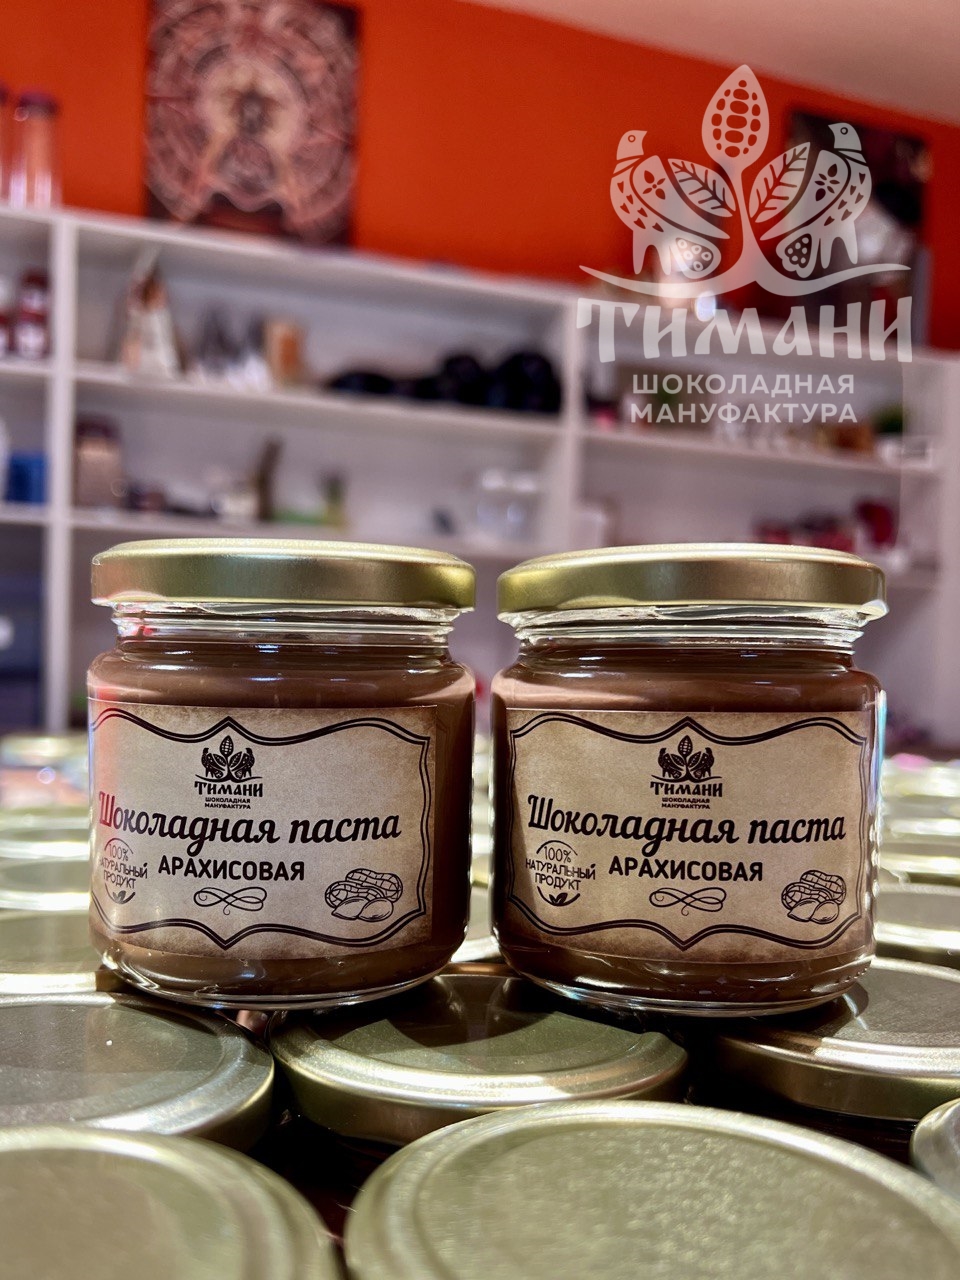 ТИМАНИ
ШОКОЛАДНАЯ
МАНУФАКТУРА
ТИМАНИ
ШОКОЛАДНАЯ
МАНУФАКТУРА
Шоколадная паста
АРАХИСОВАЯ
100%
НАТУРАЛЬНЫЙ
ПРОДУКТ
ТИМАНИ
ШОКОЛАДНАЯ
МАНУФАКТУРА
Шоколадная паста
АРАХИСОВАЯ
100%
НАТУРАЛЬНЫЙ
ПРОДУКТ